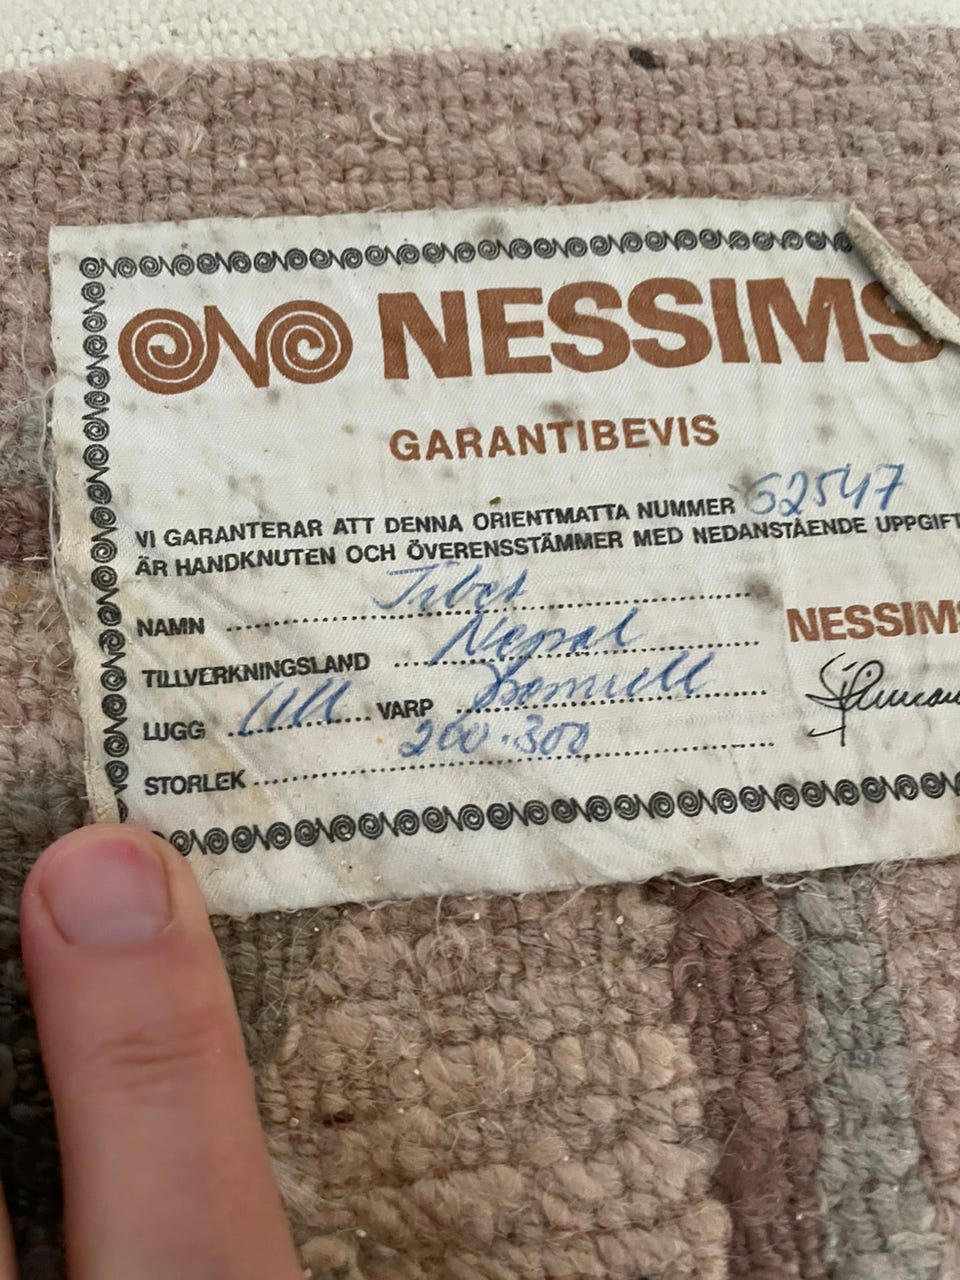 NESSIMS
GARANTIBEVIS
VI GARANTERAR ATT DENNA ORIENTMATTA NUMMER 62547
ÄR HANDKNUTEN OCH ÖVERENSSTÄMMER MED NEDANSTÅENDE UPPGIFT
NAMN Tibet
TILLVERKNINGSLAND Nepal
NESSIMS
LUGG Ull VARP Bomull
STORLEK 200·300